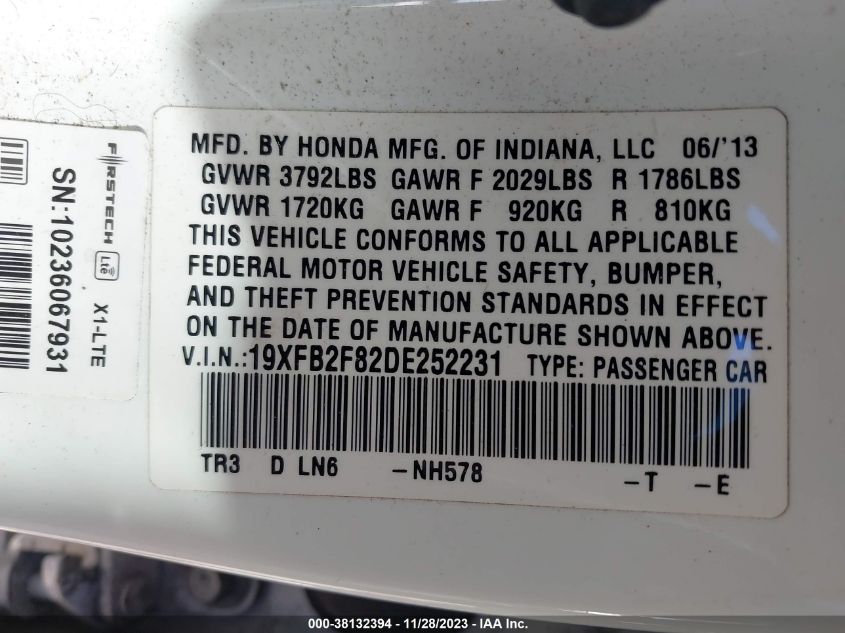 MFD. BY HONDA MFG. OF INDIANA, LLC 06/'13
GVWR 3792LBS GAWR F 2029LBS R 1786LBS
GVWR 1720KG GAWR F 920KG R 810KG
THIS VEHICLE CONFORMS TO ALL APPLICABLE
FEDERAL MOTOR VEHICLE SAFETY, BUMPER,
AND THEFT PREVENTION STANDARDS IN EFFECT
ON THE DATE OF MANUFACTURE SHOWN ABOVE.
V.I.N.:19XFB2F82DE252231 TYPE: PASSENGER CAR
TR3 D LN6 -NH578 -T -E
FIRSTECH LTE X1-LTE
SN:10236067931
000-38132394 - 11/28/2023 - IAA Inc.